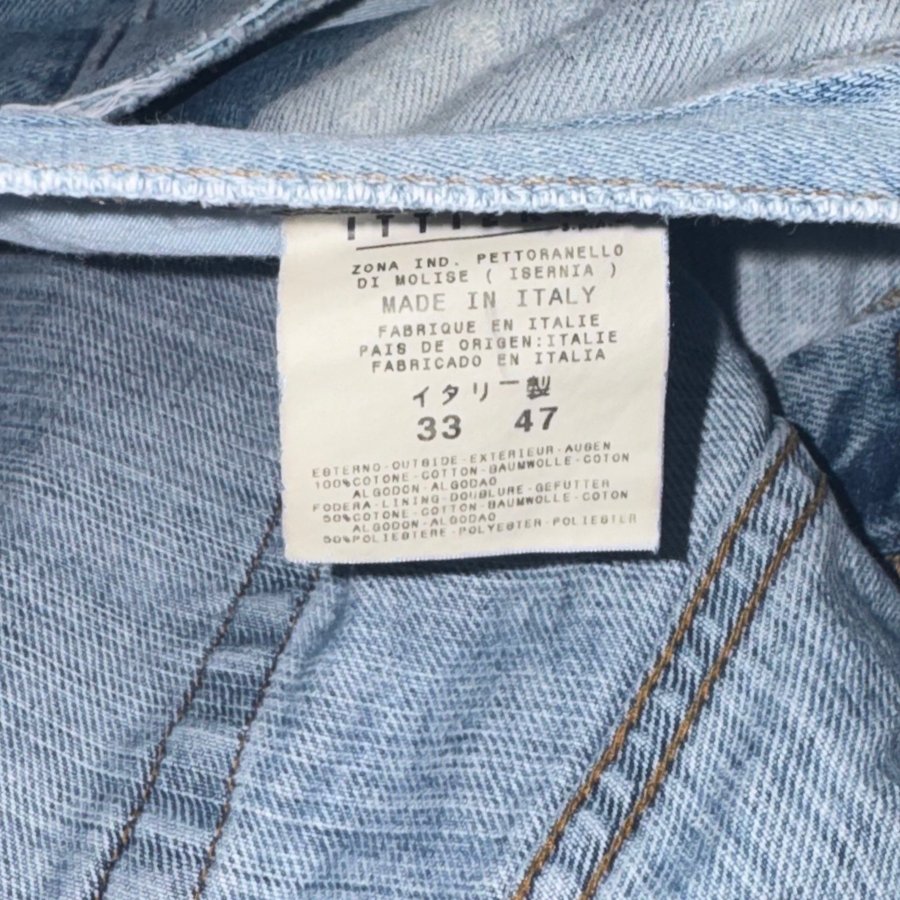 ZONA IND. PETTORANELLO
DI MOLISE ( ISERNIA )
MADE IN ITALY
FABRIQUE EN ITALIE
PAIS DE ORIGEN:ITALIE
FABRICADO EN ITALIA
イタリー製
33 47
ESTERNO-OUTSIDE-EXTERIEUR-AUSEN
100%COTONE-COTTON-BAUMWOLLE-COTON
ALGODON-ALGODAO
FODERA-LINING-DOUBLURE-GEFUTTER
50%COTONE-COTTON-BAUMWOLLE-COTON
ALGODON-ALGODAO
50%POLIESTERE-POLYESTER-POLIESTER